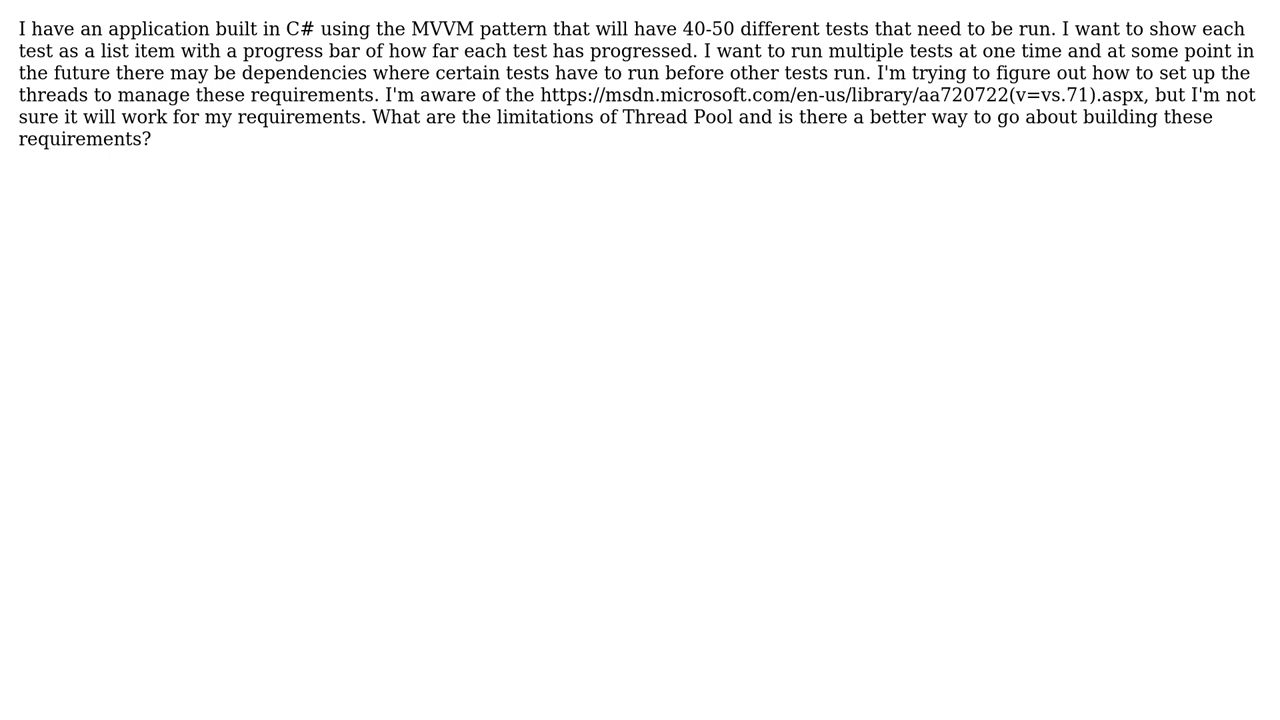 I have an application built in C# using the MVVM pattern that will have 40-50 different tests that need to be run. I want to show each
test as a list item with a progress bar of how far each test has progressed. I want to run multiple tests at one time and at some point in
the future there may be dependencies where certain tests have to run before other tests run. I'm trying to figure out how to set up the
threads to manage these requirements. I'm aware of the https://msdn.microsoft.com/en-us/library/aa720722(v=vs.71).aspx, but I'm not
sure it will work for my requirements. What are the limitations of Thread Pool and is there a better way to go about building these
requirements?